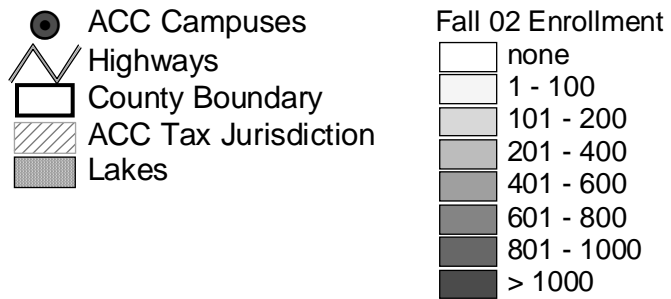 ACC Campuses
Highways
County Boundary
ACC Tax Jurisdiction
Lakes
Fall 02 Enrollment
none
1 - 100
101 - 200
201 - 400
401 - 600
601 - 800
801 - 1000
> 1000